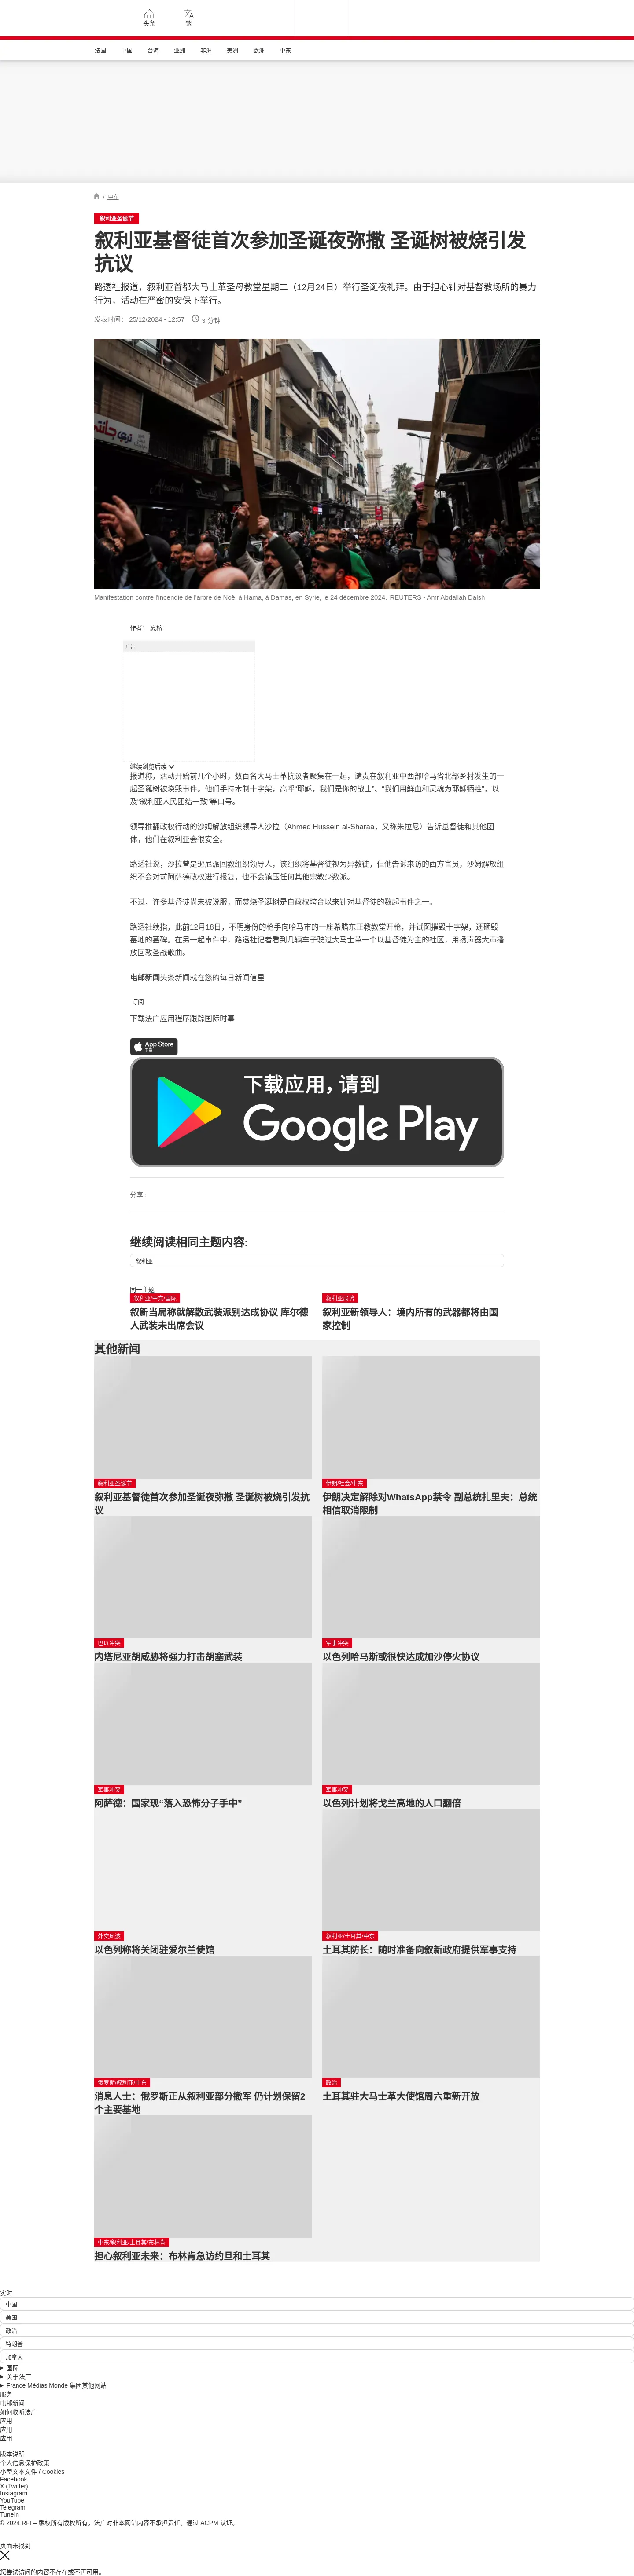 头条
繁
法国
中国
台海
亚洲
非洲
美洲
欧洲
中东
/ 中东
叙利亚圣诞节
叙利亚基督徒首次参加圣诞夜弥撒 圣诞树被烧引发
抗议
路透社报道，叙利亚首都大马士革圣母教堂星期二（12月24日）举行圣诞夜礼拜。由于担心针对基督教场所的暴力
行为，活动在严密的安保下举行。
发表时间： 25/12/2024 - 12:57
3 分钟
Manifestation contre l'incendie de l'arbre de Noël à Hama, à Damas, en Syrie, le 24 décembre 2024. REUTERS - Amr Abdallah Dalsh
作者： 夏榕
广告
继续浏览后续
报道称，活动开始前几个小时，数百名大马士革抗议者聚集在一起，谴责在叙利亚中西部哈马省北部乡村发生的一
起圣诞树被烧毁事件。他们手持木制十字架，高呼“耶稣，我们是你的战士”、“我们用鲜血和灵魂为耶稣牺牲”，以
及“叙利亚人民团结一致”等口号。
领导推翻政权行动的沙姆解放组织领导人沙拉（Ahmed Hussein al-Sharaa，又称朱拉尼）告诉基督徒和其他团
体，他们在叙利亚会很安全。
路透社说，沙拉曾是逊尼派回教组织领导人，该组织将基督徒视为异教徒，但他告诉来访的西方官员，沙姆解放组
织不会对前阿萨德政权进行报复，也不会镇压任何其他宗教少数派。
不过，许多基督徒尚未被说服，而焚烧圣诞树是自政权垮台以来针对基督徒的数起事件之一。
路透社续指，此前12月18日，不明身份的枪手向哈马市的一座希腊东正教教堂开枪，并试图摧毁十字架，还砸毁
墓地的墓碑。在另一起事件中，路透社记者看到几辆车子驶过大马士革一个以基督徒为主的社区，用扬声器大声播
放回教圣战歌曲。
电邮新闻头条新闻就在您的每日新闻信里
订阅
下载法广应用程序跟踪国际时事
App Store
下载
下载应用，请到
Google Play
分享 :
继续阅读相同主题内容:
叙利亚
同一主题
叙利亚/中东/国际
叙新当局称就解散武装派别达成协议 库尔德
人武装未出席会议
叙利亚局势
叙利亚新领导人：境内所有的武器都将由国
家控制
其他新闻
叙利亚圣诞节
叙利亚基督徒首次参加圣诞夜弥撒 圣诞树被烧引发抗
议
伊朗/社会/中东
伊朗决定解除对WhatsApp禁令 副总统扎里夫：总统
相信取消限制
巴以冲突
内塔尼亚胡威胁将强力打击胡塞武装
军事冲突
以色列哈马斯或很快达成加沙停火协议
军事冲突
阿萨德：国家现“落入恐怖分子手中”
军事冲突
以色列计划将戈兰高地的人口翻倍
外交风波
以色列称将关闭驻爱尔兰使馆
叙利亚/土耳其/中东
土耳其防长：随时准备向叙新政府提供军事支持
俄罗斯/叙利亚/中东
消息人士：俄罗斯正从叙利亚部分撤军 仍计划保留2
个主要基地
政治
土耳其驻大马士革大使馆周六重新开放
中东/叙利亚/土耳其/布林肯
担心叙利亚未来：布林肯急访约旦和土耳其
实时
中国
美国
政治
特朗普
加拿大
国际
关于法广
France Médias Monde 集团其他网站
服务
电邮新闻
如何收听法广
应用
应用
应用
版本说明
个人信息保护政策
小型文本文件 / Cookies
Facebook
X (Twitter)
Instagram
YouTube
Telegram
TuneIn
© 2024 RFI – 版权所有版权所有。法广对非本网站内容不承担责任。通过 ACPM 认证。
页面未找到
您尝试访问的内容不存在或不再可用。